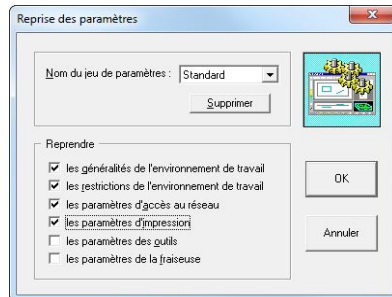 Reprise des paramètres
Nom du jeu de paramètres : Standard
Supprimer
Reprendre
les généralités de l'environnement de travail
les restrictions de l'environnement de travail
les paramètres d'accès au réseau
les paramètres d'impression
les paramètres des outils
les paramètres de la fraiseuse
OK
Annuler